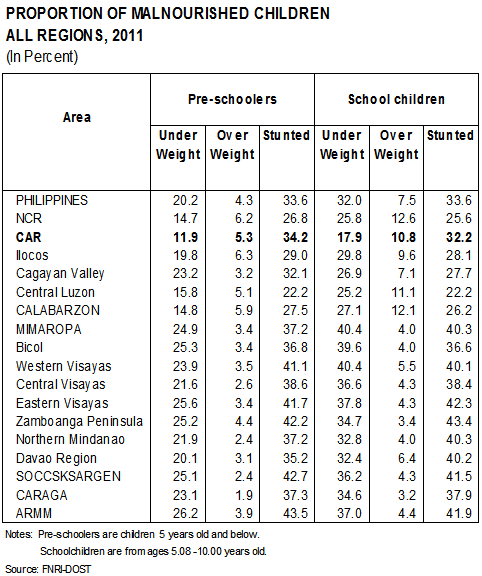 PROPORTION OF MALNOURISHED CHILDREN
ALL REGIONS, 2011
(In Percent)
Area Pre-schoolers School children
Under Weight Over Weight Stunted Under Weight Over Weight Stunted
PHILIPPINES 20.2 4.3 33.6 32.0 7.5 33.6
NCR 14.7 6.2 26.8 25.8 12.6 25.6
CAR 11.9 5.3 34.2 17.9 10.8 32.2
Ilocos 19.8 6.3 29.0 29.8 9.6 28.1
Cagayan Valley 23.2 3.2 32.1 26.9 7.1 27.7
Central Luzon 15.8 5.1 22.2 25.2 11.1 22.2
CALABARZON 14.8 5.9 27.5 27.1 12.1 26.2
MIMAROPA 24.9 3.4 37.2 40.4 4.0 40.3
Bicol 25.3 3.4 36.8 39.6 4.0 36.6
Western Visayas 23.9 3.5 41.1 40.4 5.5 40.1
Central Visayas 21.6 2.6 38.6 36.6 4.3 38.4
Eastern Visayas 25.6 3.4 41.7 37.8 4.3 42.3
Zamboanga Peninsula 25.2 4.4 42.2 34.7 3.4 43.4
Northern Mindanao 21.9 2.4 37.2 32.8 4.0 40.3
Davao Region 20.1 3.1 35.2 32.4 6.4 40.2
SOCCSKSARGEN 25.1 2.4 42.7 36.2 4.3 41.5
CARAGA 23.1 1.9 37.3 34.6 3.2 37.9
ARMM 26.2 3.9 43.5 37.0 4.4 41.9
Notes: Pre-schoolers are children 5 years old and below.
Schoolchildren are from ages 5.08 -10.00 years old.
Source: FNRI-DOST